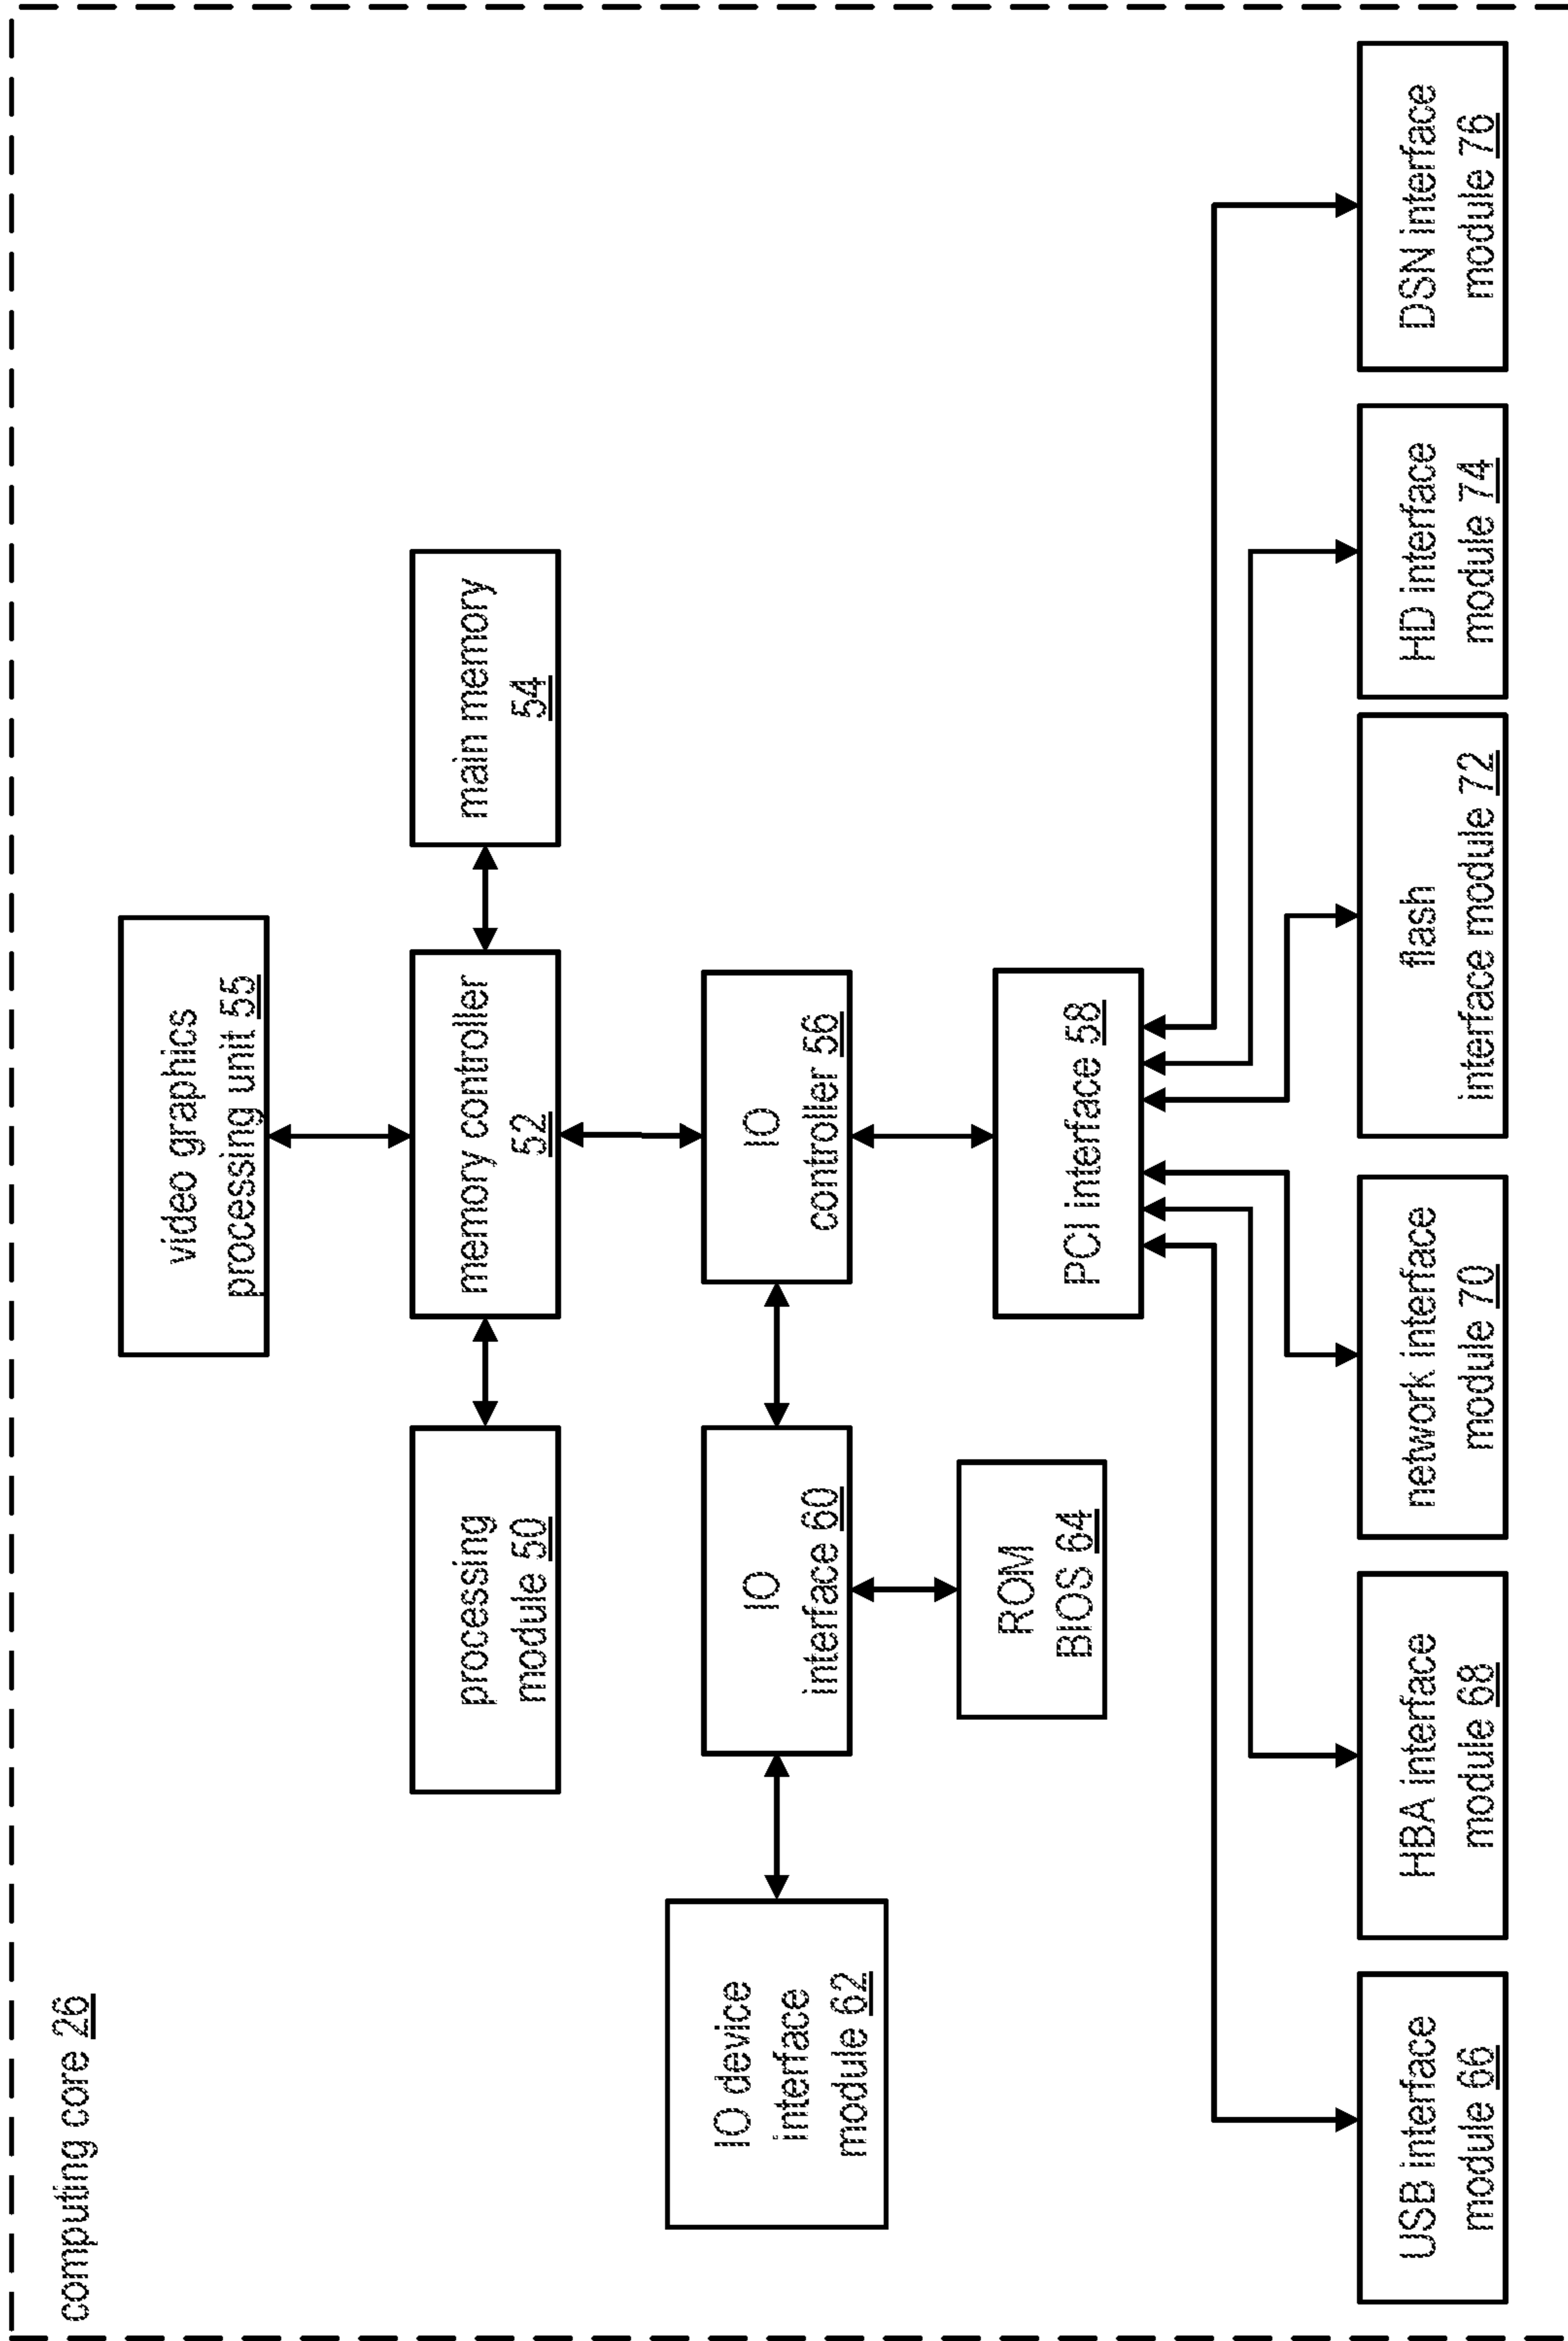 computing core 26
video graphics
processing unit 55
processing
module 50
memory controller
52
main memory
54
IO device
interface
module 62
IO
interface 60
IO
controller 56
ROM
BIOS 64
PCI interface 58
USB interface
module 66
HBA interface
module 68
network interface
module 70
flash
interface module 72
HD interface
module 74
DSN interface
module 76